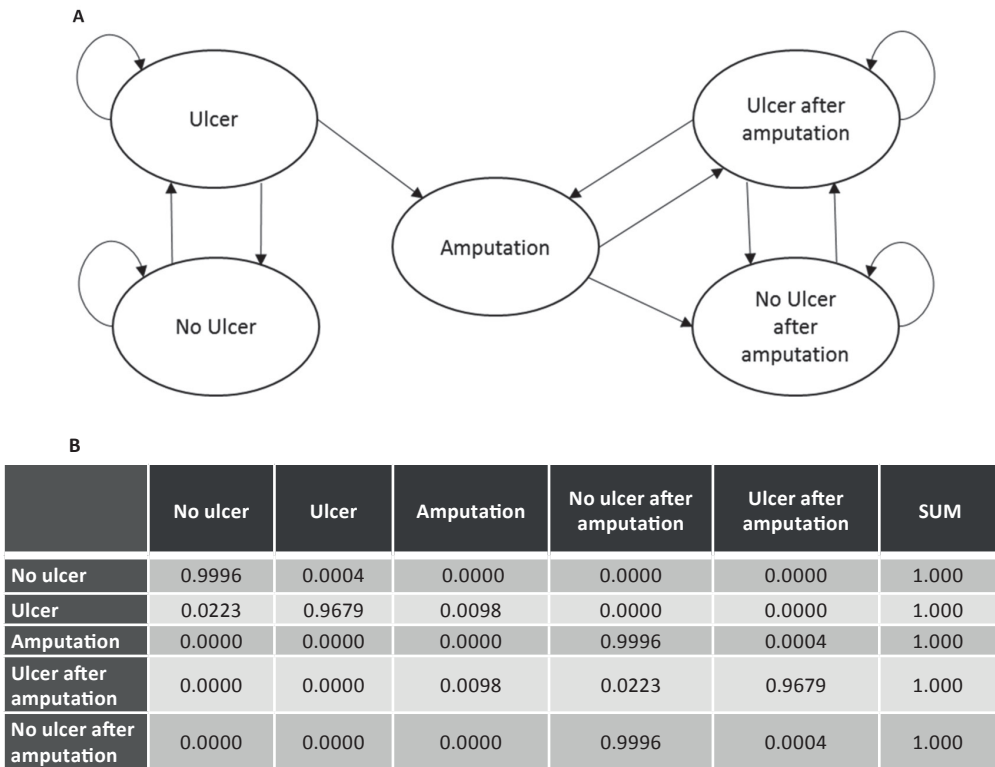 A
Ulcer
Ulcer after
amputation
Amputation
No Ulcer
No Ulcer
after
amputation
B
No ulcer Ulcer Amputation No ulcer after amputation Ulcer after amputation SUM
No ulcer 0.9996 0.0004 0.0000 0.0000 0.0000 1.000
Ulcer 0.0223 0.9679 0.0098 0.0000 0.0000 1.000
Amputation 0.0000 0.0000 0.0000 0.9996 0.0004 1.000
Ulcer after
amputation 0.0000 0.0000 0.0098 0.0223 0.9679 1.000
No ulcer after
amputation 0.0000 0.0000 0.0000 0.9996 0.0004 1.000